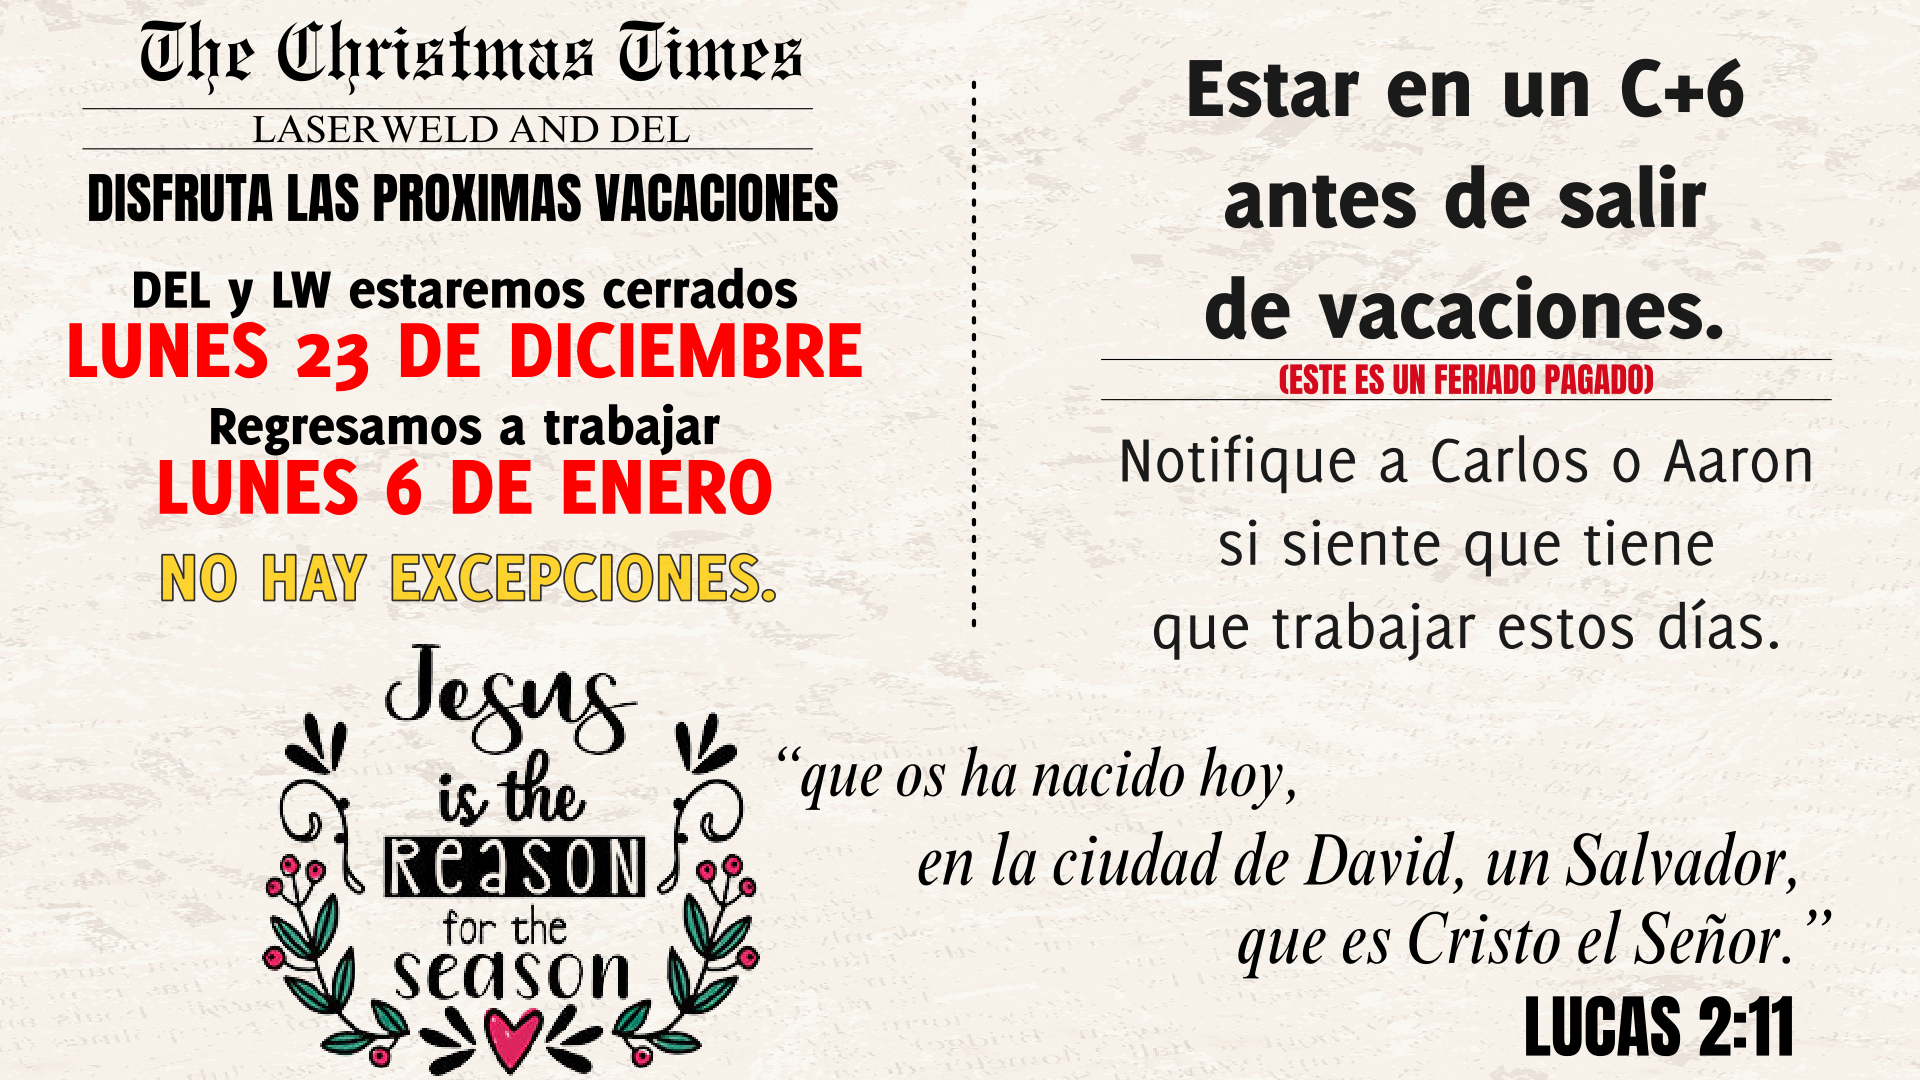 The Christmas Times
LASERWELD AND DEL
DISFRUTA LAS PROXIMAS VACACIONES
DEL y LW estaremos cerrados
LUNES 23 DE DICIEMBRE
Regresamos a trabajar
LUNES 6 DE ENERO
NO HAY EXCEPCIONES.
Estar en un C+6
antes de salir
de vacaciones.
(ESTE ES UN FERIADO PAGADO)
Notifique a Carlos o Aaron
si siente que tiene
que trabajar estos días.
Jesus
is the
REASON
for the
season
“que os ha nacido hoy,
en la ciudad de David, un Salvador,
que es Cristo el Señor.”
LUCAS 2:11